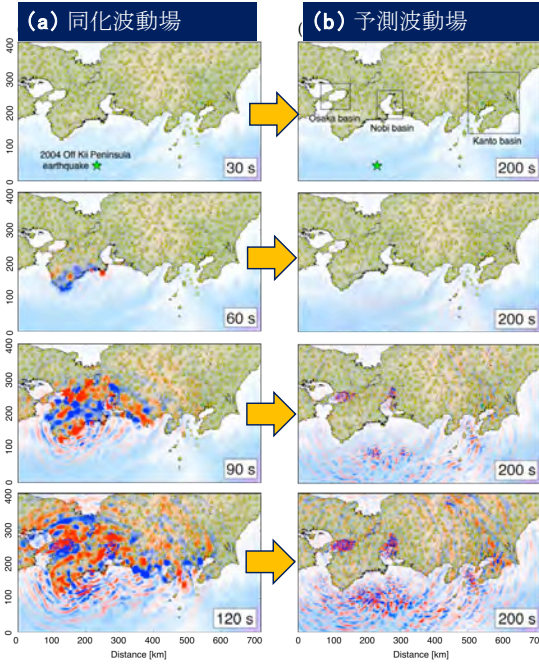 (a) 同化波動場
(b) 予測波動場
(
400
300
200
100
0
2004 Off Kii Peninsula
earthquake
30 s
Osaka basin
Nobi basin
Kanto basin
200 s
400
300
200
100
0
60 s
200 s
400
300
200
100
0
90 s
200 s
400
300
200
100
0
120 s
200 s
0 100 200 300 400 500 600 700
Distance [km]
0 100 200 300 400 500 600 700
Distance [km]